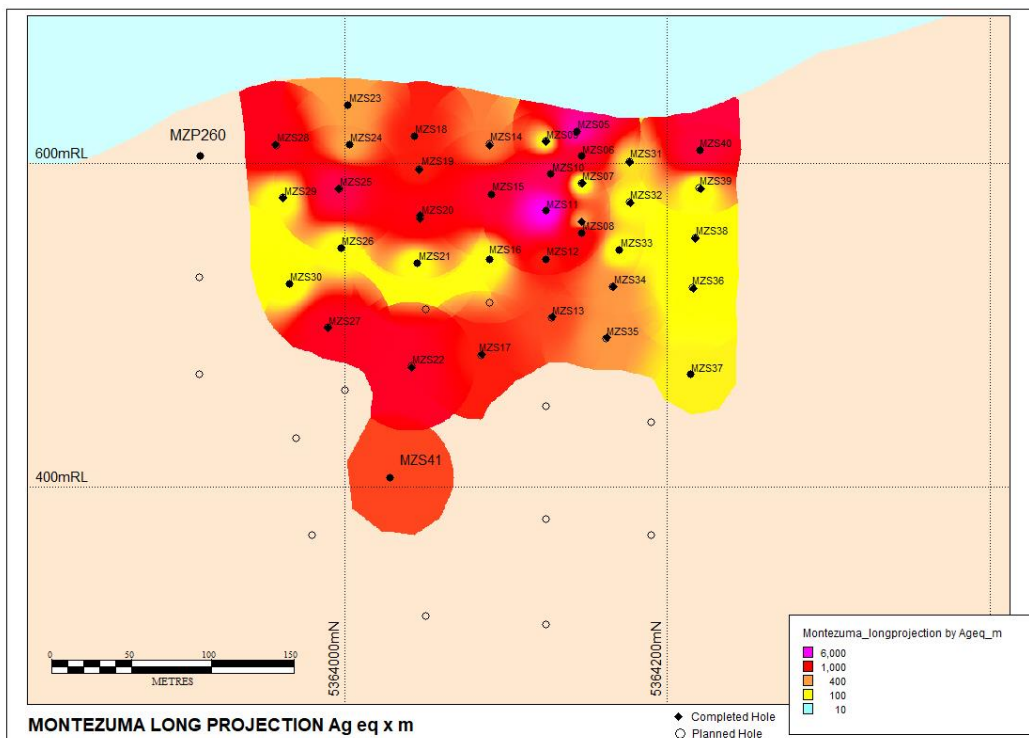 MZS23
MZS05
MZP260
MZS28
MZS24
MZS18
MZS14
MZS09
MZS06
MZS31
MZS40
600mRL
MZS19
MZS10
MZS07
MZS25
MZS15
MZS39
MZS29
MZS32
MZS20
MZS11
MZS08
MZS38
MZS26
MZS33
MZS21
MZS16
MZS12
MZS30
MZS34
MZS36
MZS27
MZS13
MZS35
MZS22
MZS17
MZS37
MZS41
400mRL
5364000mN
5364200mN
0 50 100 150
METRES
Montezuma_longprojection by Ageq_m
6,000
1,000
400
100
10
MONTEZUMA LONG PROJECTION Ag eq x m
Completed Hole
Planned Hole